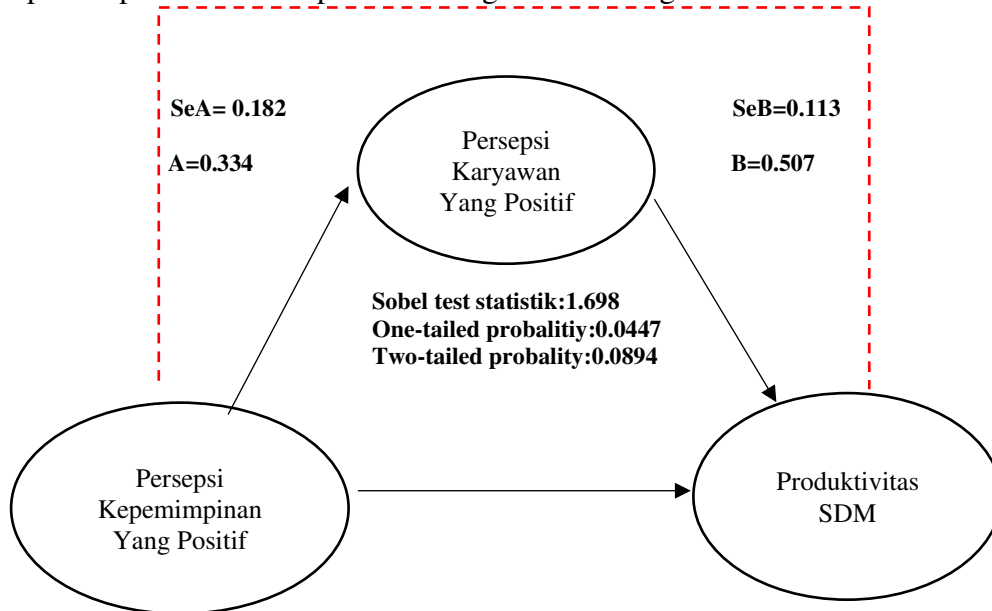 SeA= 0.182
SeB=0.113
A=0.334
B=0.507
Persepsi
Karyawan
Yang Positif
Sobel test statistik:1.698
One-tailed probalitiy:0.0447
Two-tailed probality:0.0894
Persepsi
Kepemimpinan
Yang Positif
Produktivitas
SDM